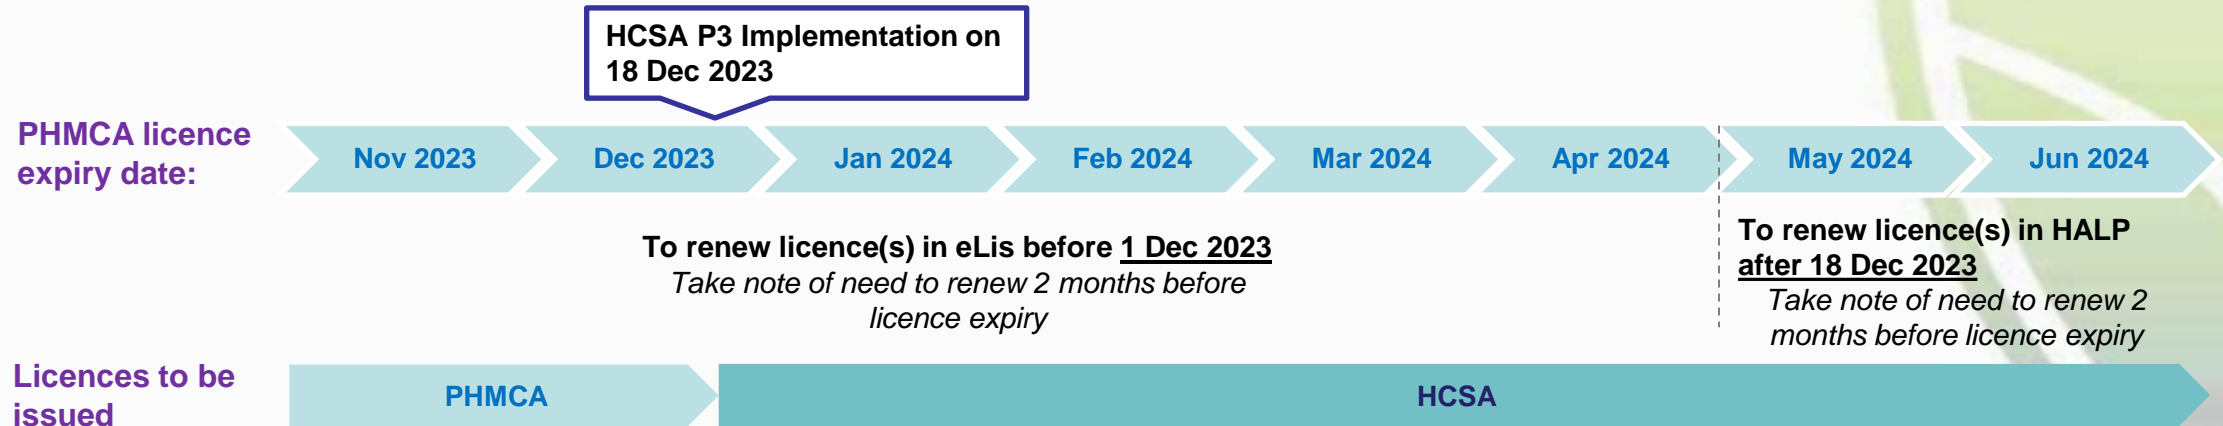 HCSA P3 Implementation on
18 Dec 2023
PHMCA licence
expiry date:
Nov 2023
Dec 2023
Jan 2024
Feb 2024
Mar 2024
Apr 2024
May 2024
Jun 2024
To renew licence(s) in eLis before 1 Dec 2023
Take note of need to renew 2 months before
licence expiry
To renew licence(s) in HALP
after 18 Dec 2023
Take note of need to renew 2
months before licence expiry
Licences to be
issued
PHMCA
HCSA